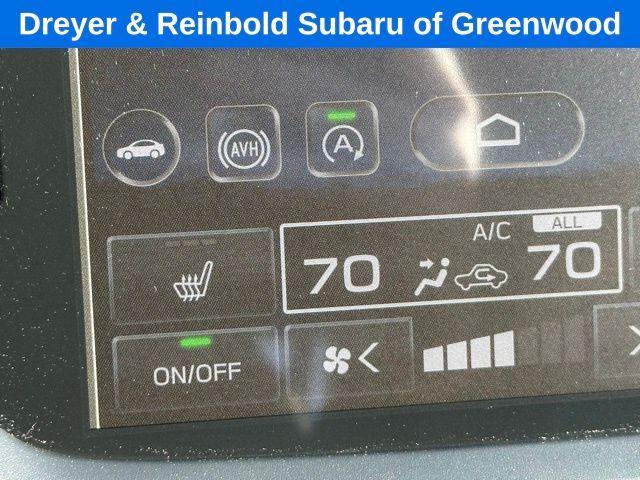 Dreyer & Reinbold Subaru of Greenwood
AVH
A
A/C
ALL
70
70
ON/OFF